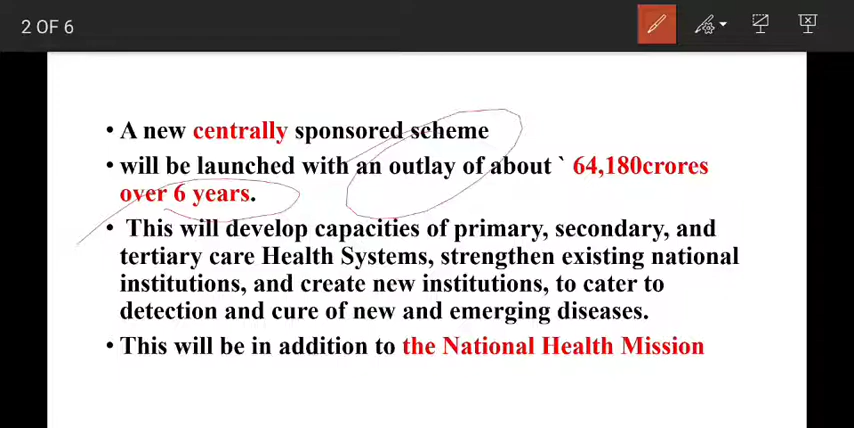 2 OF 6
• A new centrally sponsored scheme
• will be launched with an outlay of about ` 64,180crores
over 6 years.
• This will develop capacities of primary, secondary, and
tertiary care Health Systems, strengthen existing national
institutions, and create new institutions, to cater to
detection and cure of new and emerging diseases.
• This will be in addition to the National Health Mission